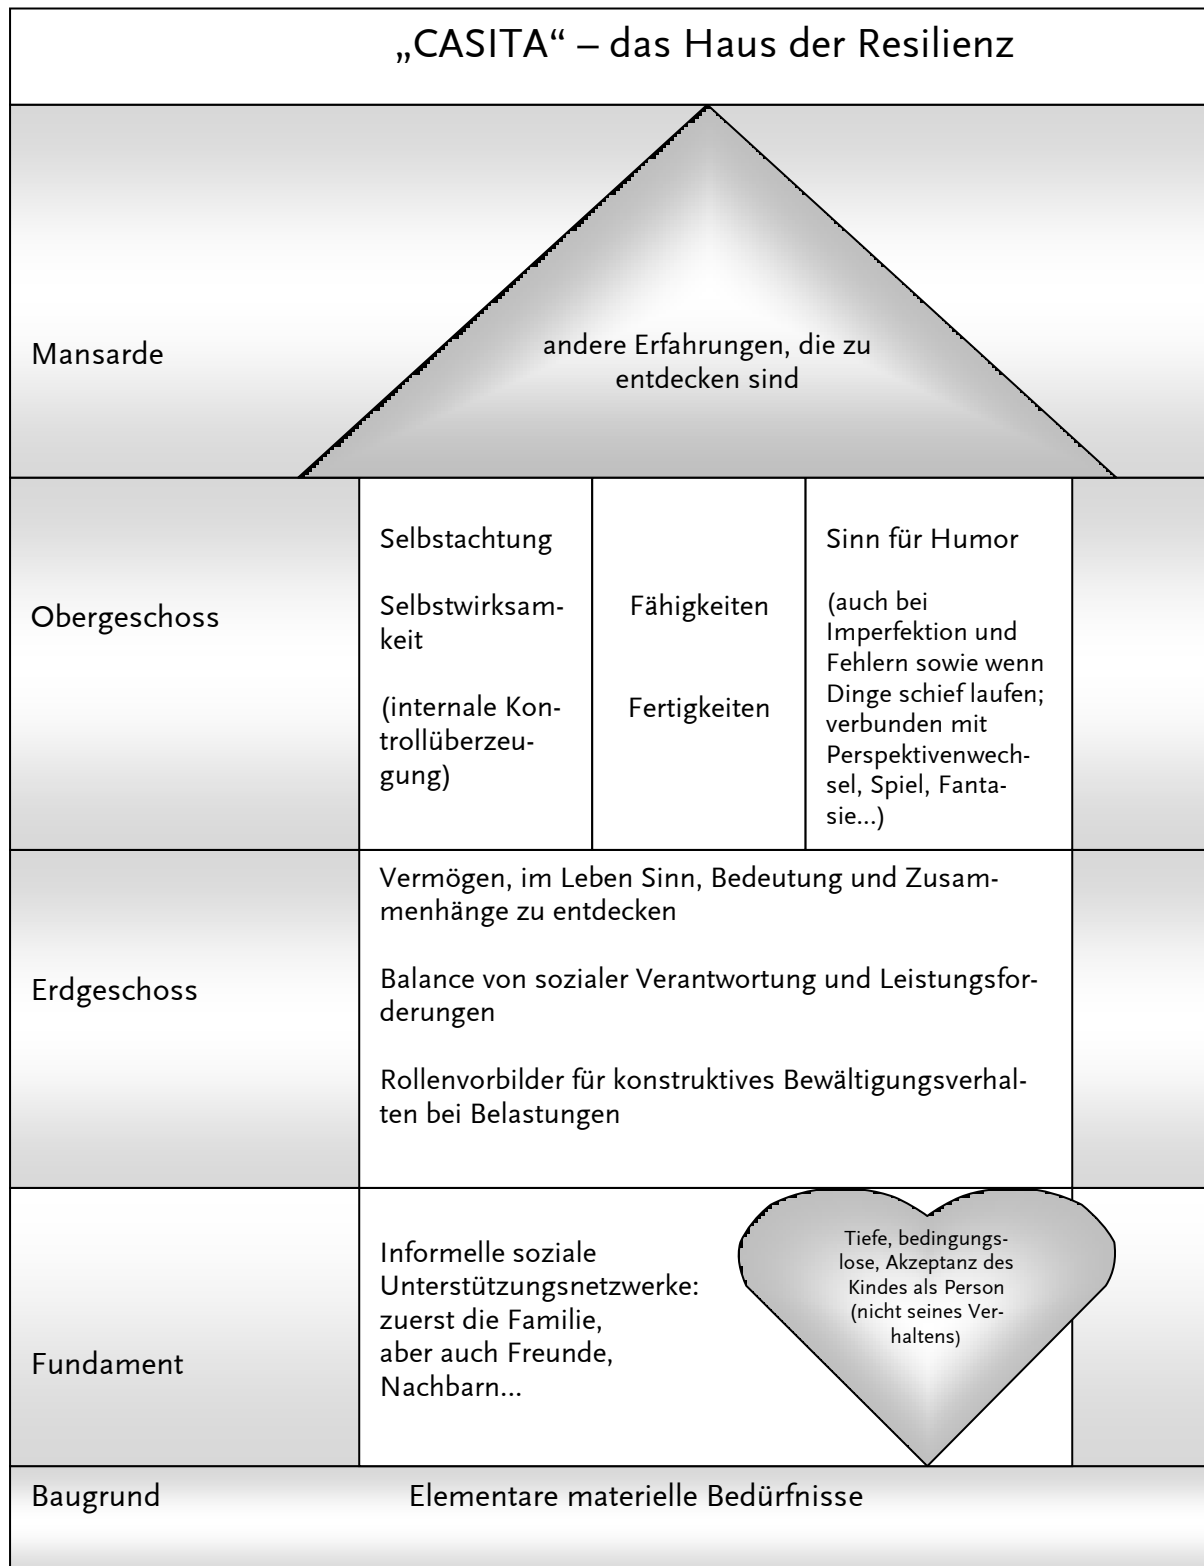 „CASITA“ – das Haus der Resilienz
Mansarde
andere Erfahrungen, die zu
entdecken sind
Obergeschoss
Selbstachtung
Selbstwirksam-
keit
(internale Kon-
trollüberzeu-
gung)
Fähigkeiten
Fertigkeiten
Sinn für Humor
(auch bei
Imperfektion und
Fehlern sowie wenn
Dinge schief laufen;
verbunden mit
Perspektivenwech-
sel, Spiel, Fanta-
sie...)
Erdgeschoss
Vermögen, im Leben Sinn, Bedeutung und Zusam-
menhänge zu entdecken
Balance von sozialer Verantwortung und Leistungsfor-
derungen
Rollenvorbilder für konstruktives Bewältigungsverhal-
ten bei Belastungen
Fundament
Informelle soziale
Unterstützungsnetzwerke:
zuerst die Familie,
aber auch Freunde,
Nachbarn...
Tiefe, bedingungs-
lose, Akzeptanz des
Kindes als Person
(nicht seines Ver-
haltens)
Baugrund
Elementare materielle Bedürfnisse